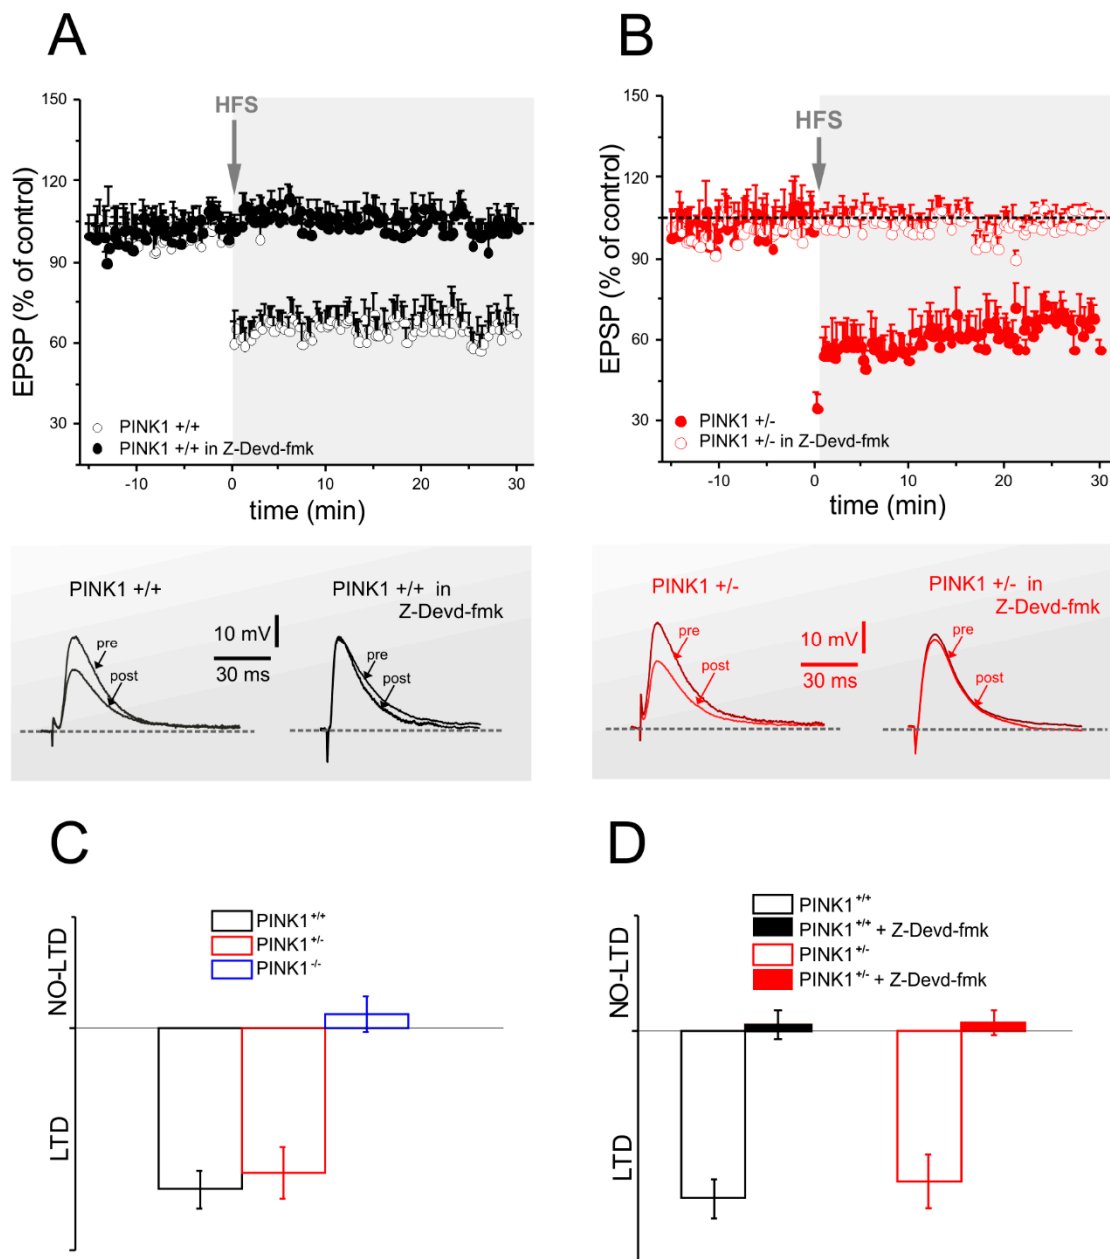 A
150
120
90
60
30
EPSP (% of control)
HFS
PINK1 +/+
PINK1 +/+ in Z-Devd-fmk
-10
0
10
20
30
time (min)
B
150
120
90
60
30
EPSP (% of control)
HFS
PINK1 +/-
PINK1 +/- in Z-Devd-fmk
-10
0
10
20
30
time (min)
PINK1 +/+
pre
post
10 mV
30 ms
PINK1 +/+ in
Z-Devd-fmk
pre
post
PINK1 +/-
pre
post
10 mV
30 ms
PINK1 +/- in
Z-Devd-fmk
pre
post
C
NO-LTD
LTD
PINK1+/+
PINK1+/-
PINK1-/-
D
NO-LTD
LTD
PINK1+/+
PINK1+/+ + Z-Devd-fmk
PINK1+/-
PINK1+/- + Z-Devd-fmk